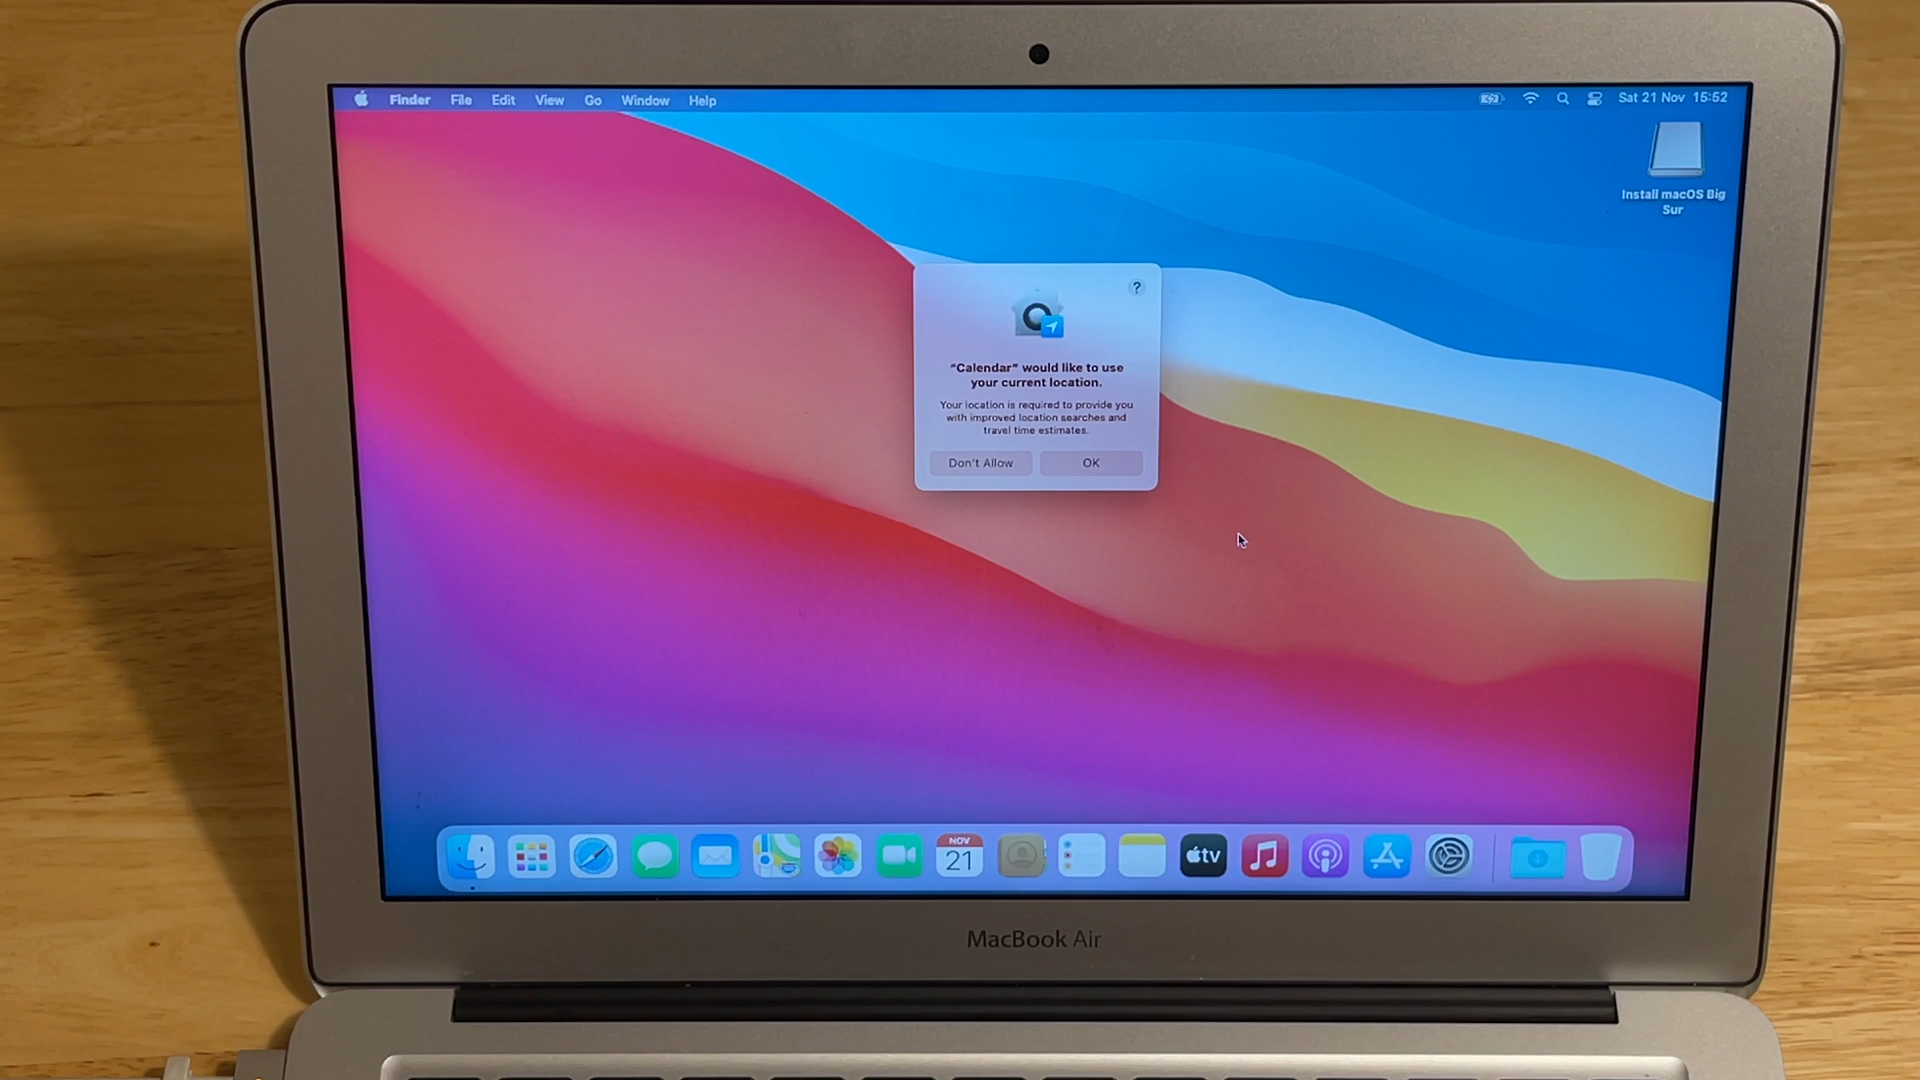 Finder File Edit View Go Window Help
Sat 21 Nov 15:52
Install macOS Big
Sur
?
“Calendar” would like to use
your current location.
Your location is required to provide you
with improved location searches and
travel time estimates.
Don't Allow OK
NOV
21
tv
MacBook Air